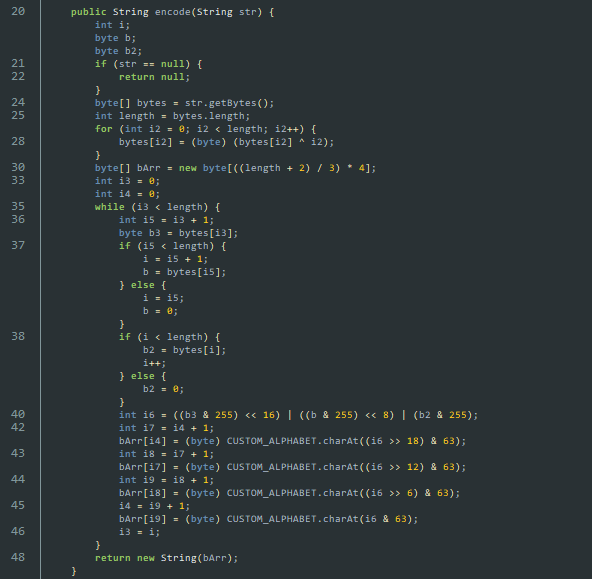 20 public String encode(String str) {
int i;
byte b;
byte b2;
21 if (str == null) {
22 return null;
}
24 byte[] bytes = str.getBytes();
25 int length = bytes.length;
for (int i2 = 0; i2 < length; i2++) {
28 bytes[i2] = (byte) (bytes[i2] ^ i2);
}
30 byte[] bArr = new byte[((length + 2) / 3) * 4];
33 int i3 = 0;
int i4 = 0;
35 while (i3 < length) {
36 int i5 = i3 + 1;
byte b3 = bytes[i3];
37 if (i5 < length) {
i = i5 + 1;
b = bytes[i5];
} else {
i = i5;
b = 0;
}
38 if (i < length) {
b2 = bytes[i];
i++;
} else {
b2 = 0;
}
40 int i6 = ((b3 & 255) << 16) | ((b & 255) << 8) | (b2 & 255);
42 int i7 = i4 + 1;
bArr[i4] = (byte) CUSTOM_ALPHABET.charAt((i6 >> 18) & 63);
43 int i8 = i7 + 1;
bArr[i7] = (byte) CUSTOM_ALPHABET.charAt((i6 >> 12) & 63);
44 int i9 = i8 + 1;
bArr[i8] = (byte) CUSTOM_ALPHABET.charAt((i6 >> 6) & 63);
45 i4 = i9 + 1;
bArr[i9] = (byte) CUSTOM_ALPHABET.charAt(i6 & 63);
46 i3 = i;
}
48 return new String(bArr);
}